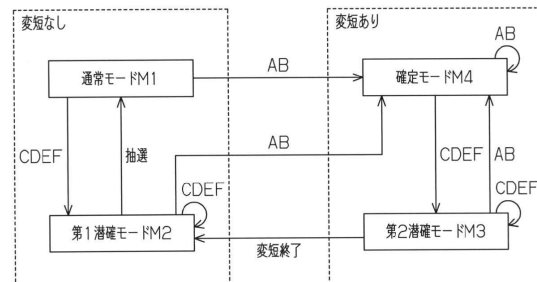 変短なし
変短あり
AB
通常モードM1
AB
確定モードM4
CDEF
抽選
AB
CDEF
AB
CDEF
CDEF
第1潜確モードM2
第2潜確モードM3
変短終了